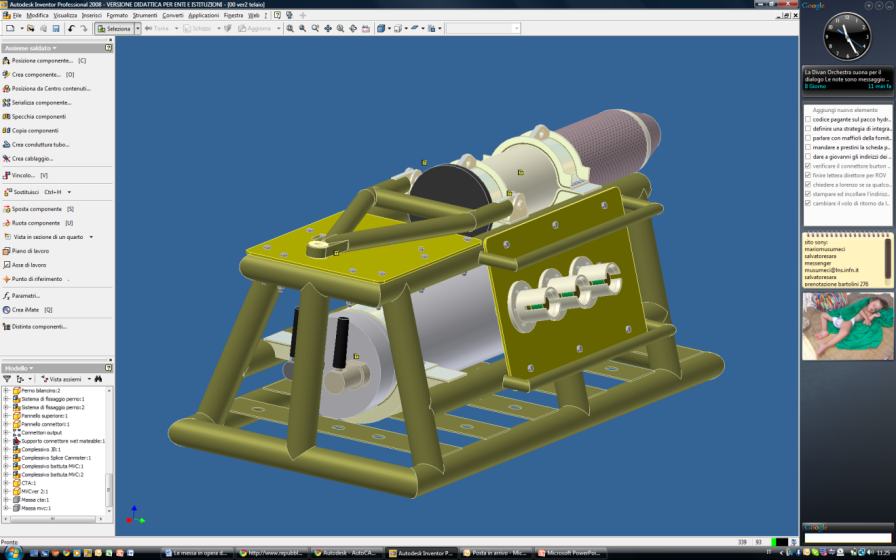 Autodesk Inventor Professional 2008 - VERSIONE DIDATTICA PER ENTI E ISTITUZIONI - [00 ver2 telaio]
File Modifica Visualizza Inserisci Formato Strumenti Converti Applicazioni Finestra Web ?
Seleziona Torna Schizzo Aggiorna
Assieme saldato
Posiziona componente... [C]
Crea componente... [O]
Posiziona da Centro contenuti...
Serializza componente...
Specchia componenti
Copia componenti
Crea conduttura tubo...
Crea cablaggio...
Vincolo... [V]
Sostituisci Ctrl+H
Sposta componente [S]
Ruota componente [U]
Vista in sezione di un quarto
Piano di lavoro
Asse di lavoro
Punto di riferimento
Parametri...
Crea iMate [Q]
Distinta componenti...
Modello
Vista assiemi
Perno bilancino:2
Sistema di fissaggio perno:1
Sistema di fissaggio perno:2
Pannello superiore:1
Pannello connettori:1
Connettori output
Supporto connettore wet mateable:1
Complessivo JB:1
Complessivo Splice Cannister:1
Complessivo battuta MVC:1
Complessivo battuta MVC:2
CTA:1
MVCver 2:1
Massa cta:1
Massa mvc:1
Pronto
339 93
Google
La Divan Orchestra suona per il
dialogo Le note sono messaggio ...
Il Giorno 11 min fa
Aggiungi nuovo elemento
codice pagante sul pacco hydr...
definire una strategia di integra...
parlare con maffioli della fornit...
mandare a prestini la scheda p...
dare a giovanni gli indirizzi dei ...
verificare il connettore burton ...
finire lettera direttore per ROV
chiedere a lorenzo se sa qualco...
stampare ed incollare l'indirizz...
cambiare il volo di ritorno da l...
sito sony:
mariomusumeci
salvatoresara
messenger
musumeci@lns.infn.it
salvatoresara
prenotazione bartolini 276
Google
La messa in opera d...
http://www.repubbl...
Autodesk - AutoCA...
Autodesk Inventor P...
Posta in arrivo - Mic...
Microsoft PowerPoi...
IT
11.25